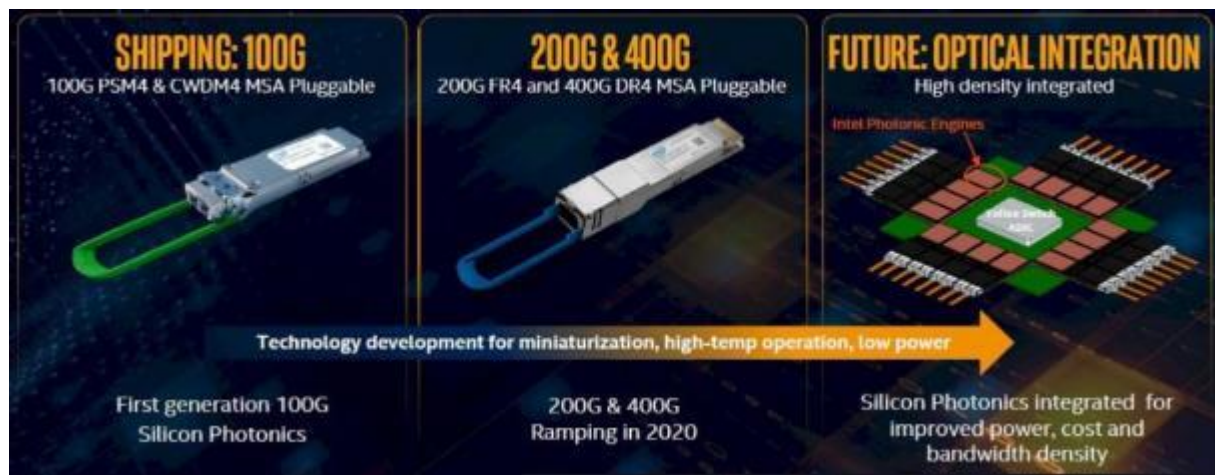 SHIPPING: 100G
100G PSM4 & CWDM4 MSA Pluggable
200G & 400G
200G FR4 and 400G DR4 MSA Pluggable
FUTURE: OPTICAL INTEGRATION
High density integrated
Intel Photonic Engines
Switch
ASIC
Technology development for miniaturization, high-temp operation, low power
First generation 100G
Silicon Photonics
200G & 400G
Ramping in 2020
Silicon Photonics integrated for
improved power, cost and
bandwidth density